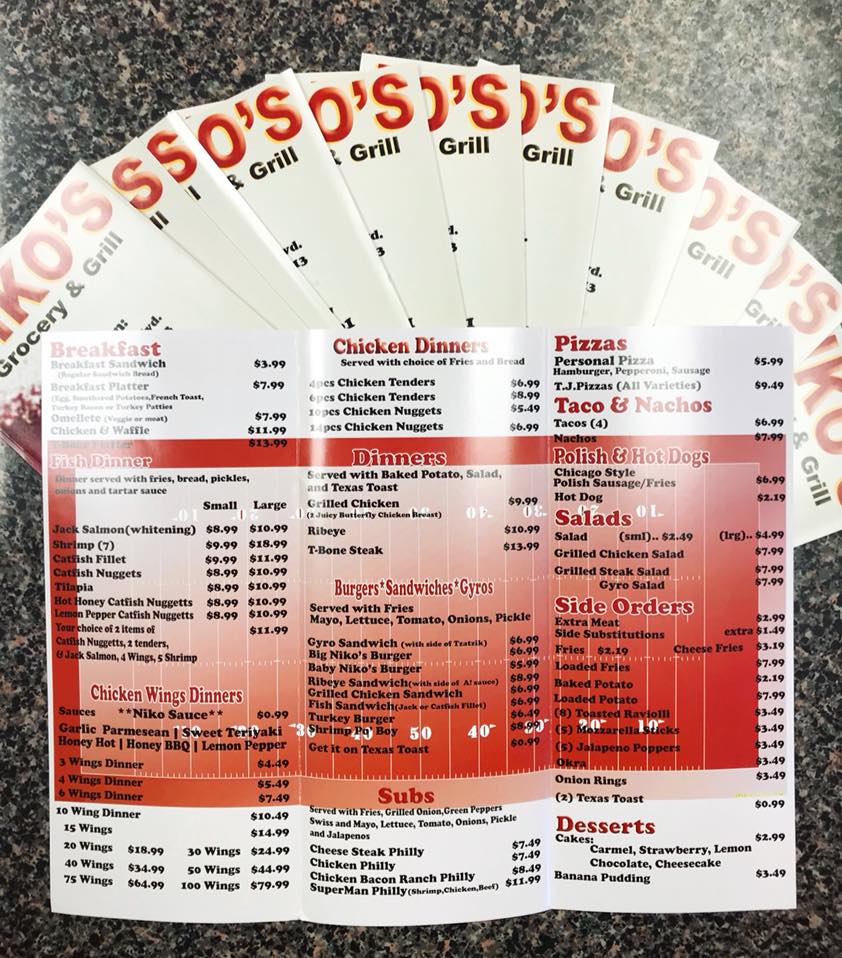 NIKO'S
Grocery & Grill
S
S
O'S
& Grill
O'S
Grill
O'S
Grill
O'S
Grill
O'S
& Grill
O'S
& Grill
O'S
Grill
KO'S
& Grill
Breakfast
Breakfast Sandwich $3.99
(Regular Sandwich Bread)
Breakfast Platter $7.99
(Egg, Smothered Potatoes,French Toast,
Turkey Bacon or Turkey Patties
Omellete (Veggie or meat) $7.99
Chicken & Waffle $11.99
$13.99
Fish Dinner
Dinner served with fries, bread, pickles,
onions and tartar sauce
Small Large
Jack Salmon(whitening) $8.99 $10.99
Shrimp (7) $9.99 $18.99
Catfish Fillet $9.99 $11.99
Catfish Nuggets $8.99 $10.99
Tilapia $8.99 $10.99
Hot Honey Catfish Nuggetts $8.99 $10.99
Lemon Pepper Catfish Nuggetts $8.99 $10.99
Your choice of 2 items of $11.99
Catfish Nuggetts, 2 tenders,
& Jack Salmon, 4 Wings, 5 Shrimp
Chicken Wings Dinners
Sauces **Niko Sauce** $0.99
Garlic Parmesean | Sweet Teriyaki
Honey Hot | Honey BBQ | Lemon Pepper
3 Wings Dinner $4.49
4 Wings Dinner $5.49
6 Wings Dinner $7.49
10 Wing Dinner $10.49
15 Wings $14.99
20 Wings $18.99 30 Wings $24.99
40 Wings $34.99 50 Wings $44.99
75 Wings $64.99 100 Wings $79.99
Chicken Dinners
Served with choice of Fries and Bread
4pcs Chicken Tenders $6.99
6pcs Chicken Tenders $8.99
10pcs Chicken Nuggets $5.49
14pcs Chicken Nuggets $6.99
Dinners
Served with Baked Potato, Salad,
and Texas Toast
Grilled Chicken $9.99
(2 Juicy Butterfly Chicken Breast)
Ribeye $10.99
T-Bone Steak $13.99
Burgers*Sandwiches*Gyros
Served with Fries
Mayo, Lettuce, Tomato, Onions, Pickle
Gyro Sandwich (with side of Tzatzik) $6.99
Big Niko's Burger $6.99
Baby Niko's Burger $5.99
Ribeye Sandwich(with side of A! sauce) $8.99
Grilled Chicken Sandwich $6.99
Fish Sandwich(Jack or Catfish Fillet) $6.99
Turkey Burger $6.49
Shrimp Po Boy $8.99
Get it on Texas Toast $0.99
Subs
Served with Fries, Grilled Onion,Green Peppers
Swiss and Mayo, Lettuce, Tomato, Onions, Pickle
and Jalapenos
Cheese Steak Philly $7.49
Chicken Philly $7.49
Chicken Bacon Ranch Philly $8.49
SuperMan Philly(Shrimp,Chicken,Beef) $11.99
Pizzas
Personal Pizza $5.99
Hamburger, Pepperoni, Sausage
T.J.Pizzas (All Varieties) $9.49
Taco & Nachos
Tacos (4) $6.99
Nachos $7.99
Polish & Hot Dogs
Chicago Style
Polish Sausage/Fries $6.99
Hot Dog $2.19
Salads
Salad (sml).. $2.49 (lrg).. $4.99
Grilled Chicken Salad $7.99
Grilled Steak Salad $7.99
Gyro Salad $7.99
Side Orders
Extra Meat $2.99
Side Substitutions extra $1.49
Fries $2.19 Cheese Fries $3.19
Loaded Fries $7.99
Baked Potato $2.19
Loaded Potato $7.99
(8) Toasted Raviolli $3.49
(5) Mozzarella Sticks $3.49
(5) Jalapeno Poppers $3.49
Okra $3.49
Onion Rings $3.49
(2) Texas Toast $0.99
Desserts
Cakes: $2.99
Carmel, Strawberry, Lemon
Chocolate, Cheesecake
Banana Pudding $3.49